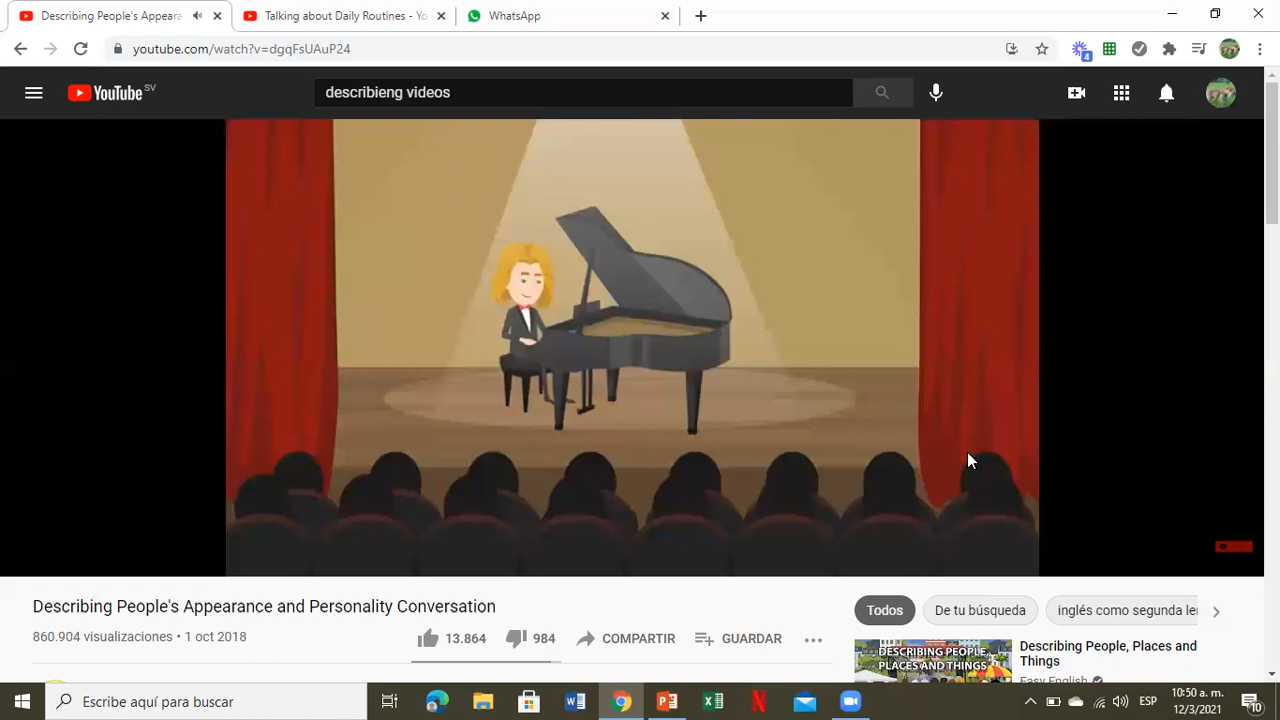 Describing People's Appeara
Talking about Daily Routines - Yo
WhatsApp
youtube.com/watch?v=dgqFsUAuP24
4
YouTube SV
describieng videos
Describing People's Appearance and Personality Conversation
860.904 visualizaciones • 1 oct 2018
13.864
984
COMPARTIR
GUARDAR
Todos
De tu búsqueda
inglés como segunda ler
DESCRIBING PEOPLE,
PLACES AND THINGS
Describing People, Places and
Things
Easy English
Escribe aquí para buscar
ESP
10:50 a. m.
12/3/2021
10